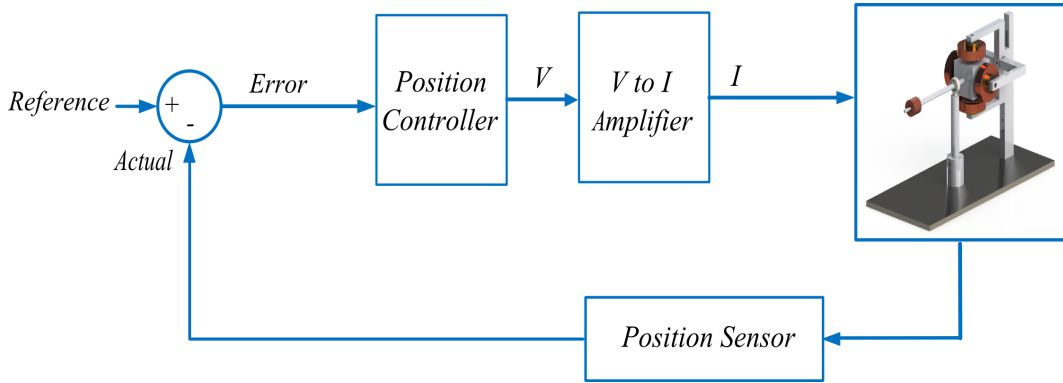 Reference
+
-
Actual
Error
Position
Controller
V
V to I
Amplifier
I
Position Sensor